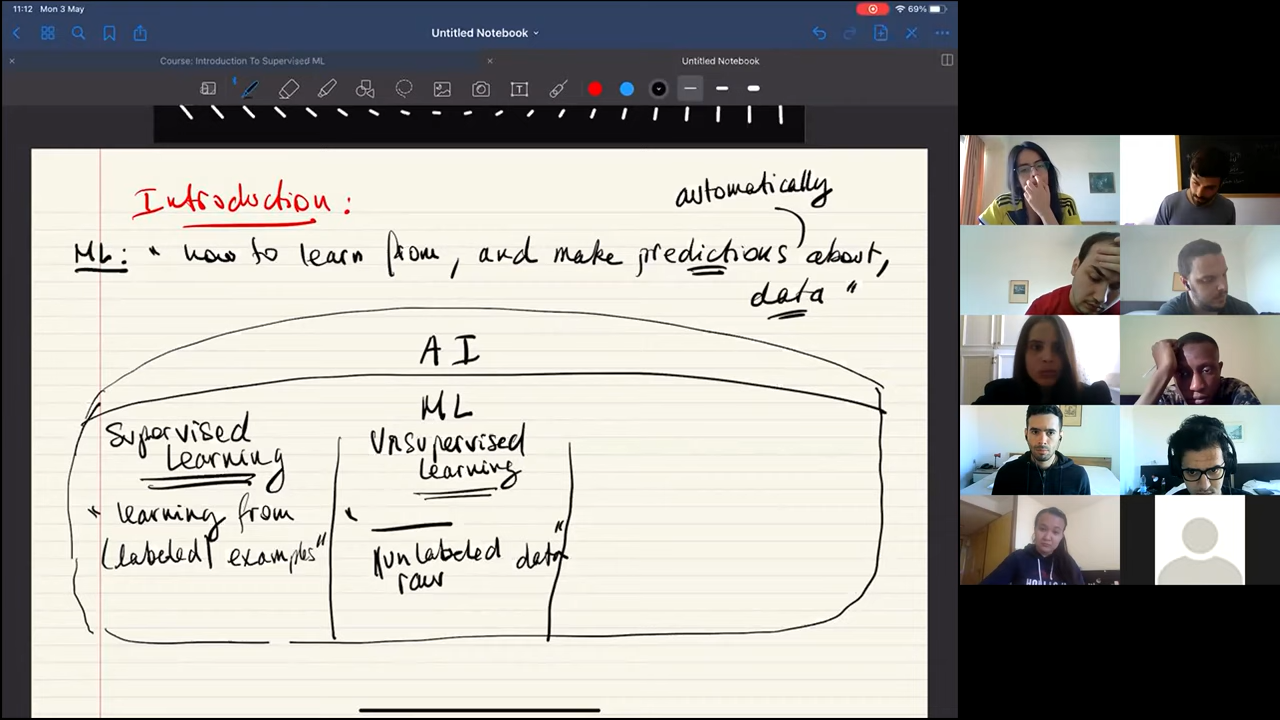 11:12 Mon 3 May
69%
Untitled Notebook
Course: Introduction To Supervised ML
Untitled Notebook
T
Introduction:
automatically
ML: " how to learn from, and make predictions about,
data "
AI
ML
Supervised
Learning
" learning from
(labeled) examples"
Unsupervised
learning
" "
(unlabeled data
raw